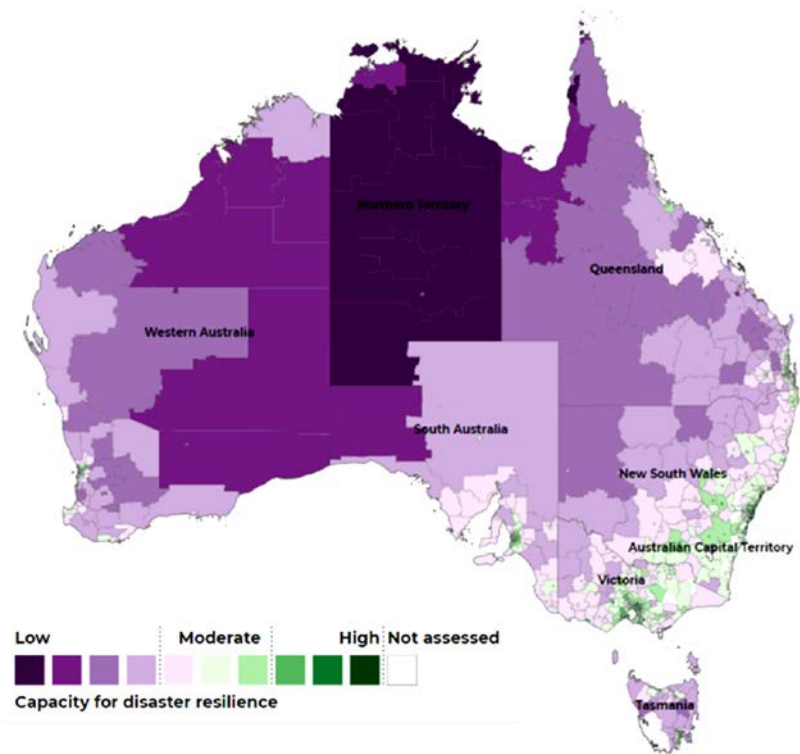 Northern Territory
Queensland
Western Australia
South Australia
New South Wales
Australian Capital Territory
Victoria
Low Moderate High Not assessed
Capacity for disaster resilience
Tasmania